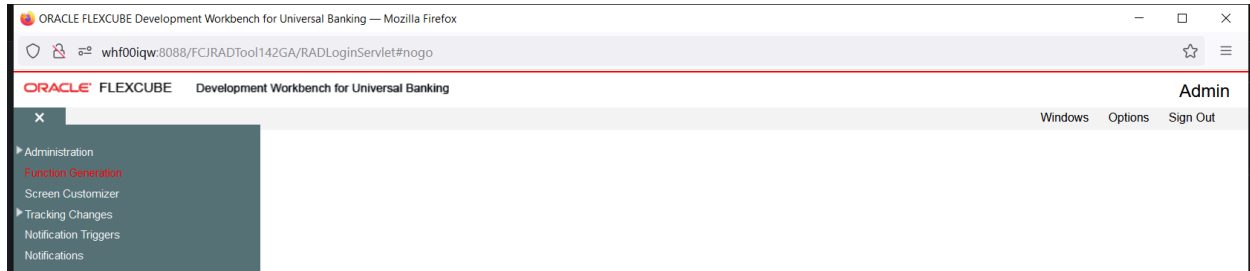 ORACLE FLEXCUBE Development Workbench for Universal Banking — Mozilla Firefox
whf00iqw:8088/FCJRADTool142GA/RADLoginServlet#nogo
ORACLE FLEXCUBE Development Workbench for Universal Banking Admin
Windows Options Sign Out
Administration
Function Generation
Screen Customizer
Tracking Changes
Notification Triggers
Notifications